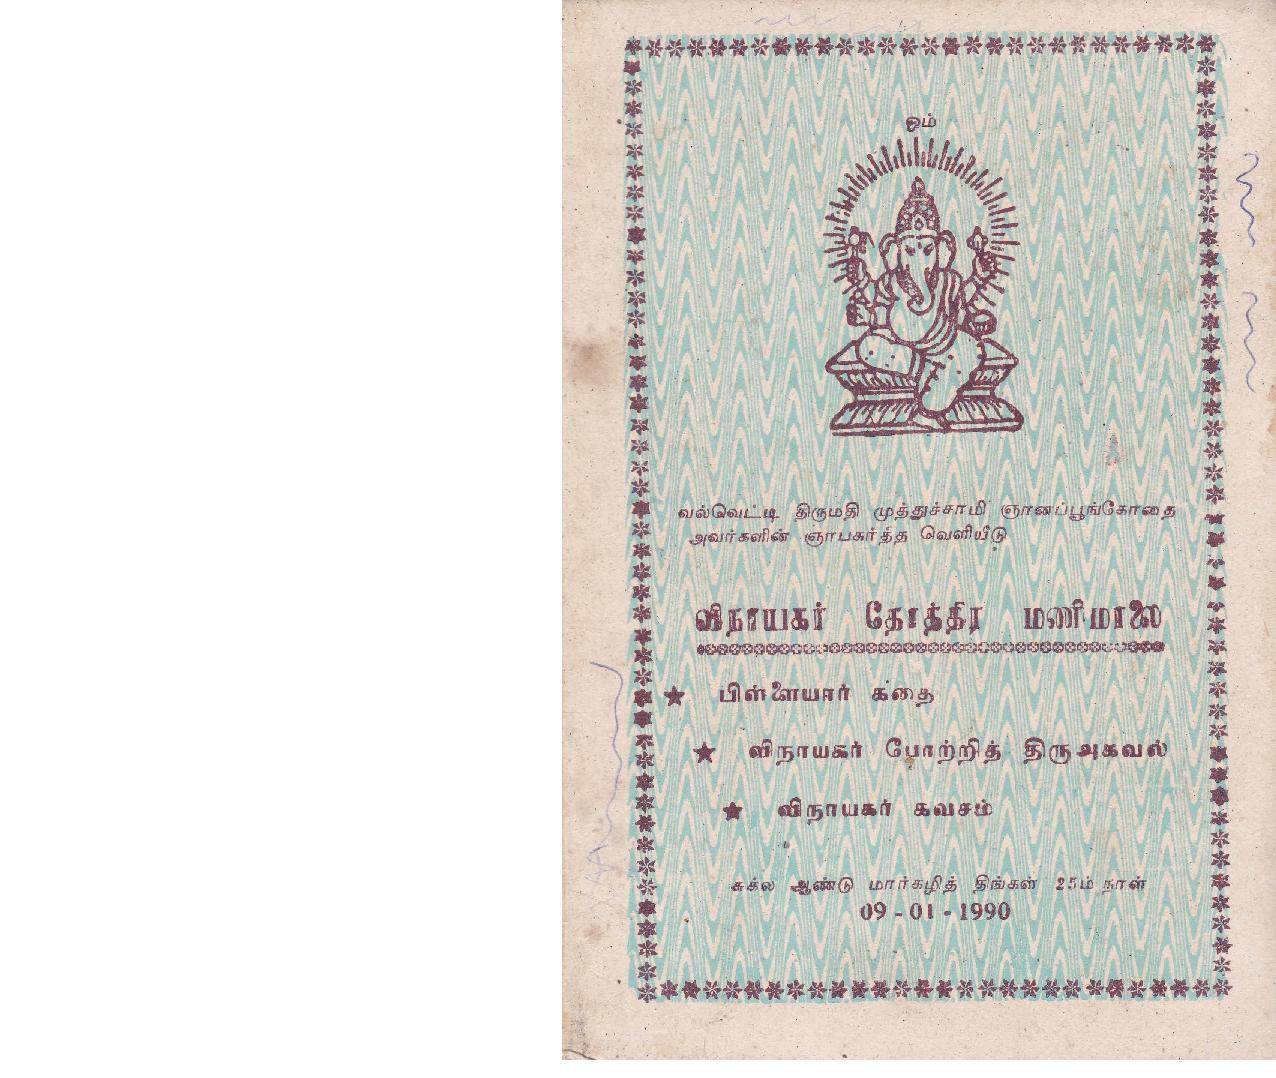 ஓம்
வல்வெட்டி திருமதி முத்துச்சாமி ஞானப்பூங்கோதை
அவர்களின் ஞாபகர்த்த வெளியீடு
விநாயகர் தோத்திர மணிமாலை
பிள்ளையார் கதை
விநாயகர் போற்றித் திருஅகவல்
விநாயகர் கவசம்
சுக்ல ஆண்டு மார்கழித் திங்கள் 25ம் நாள்
09 - 01 - 1990